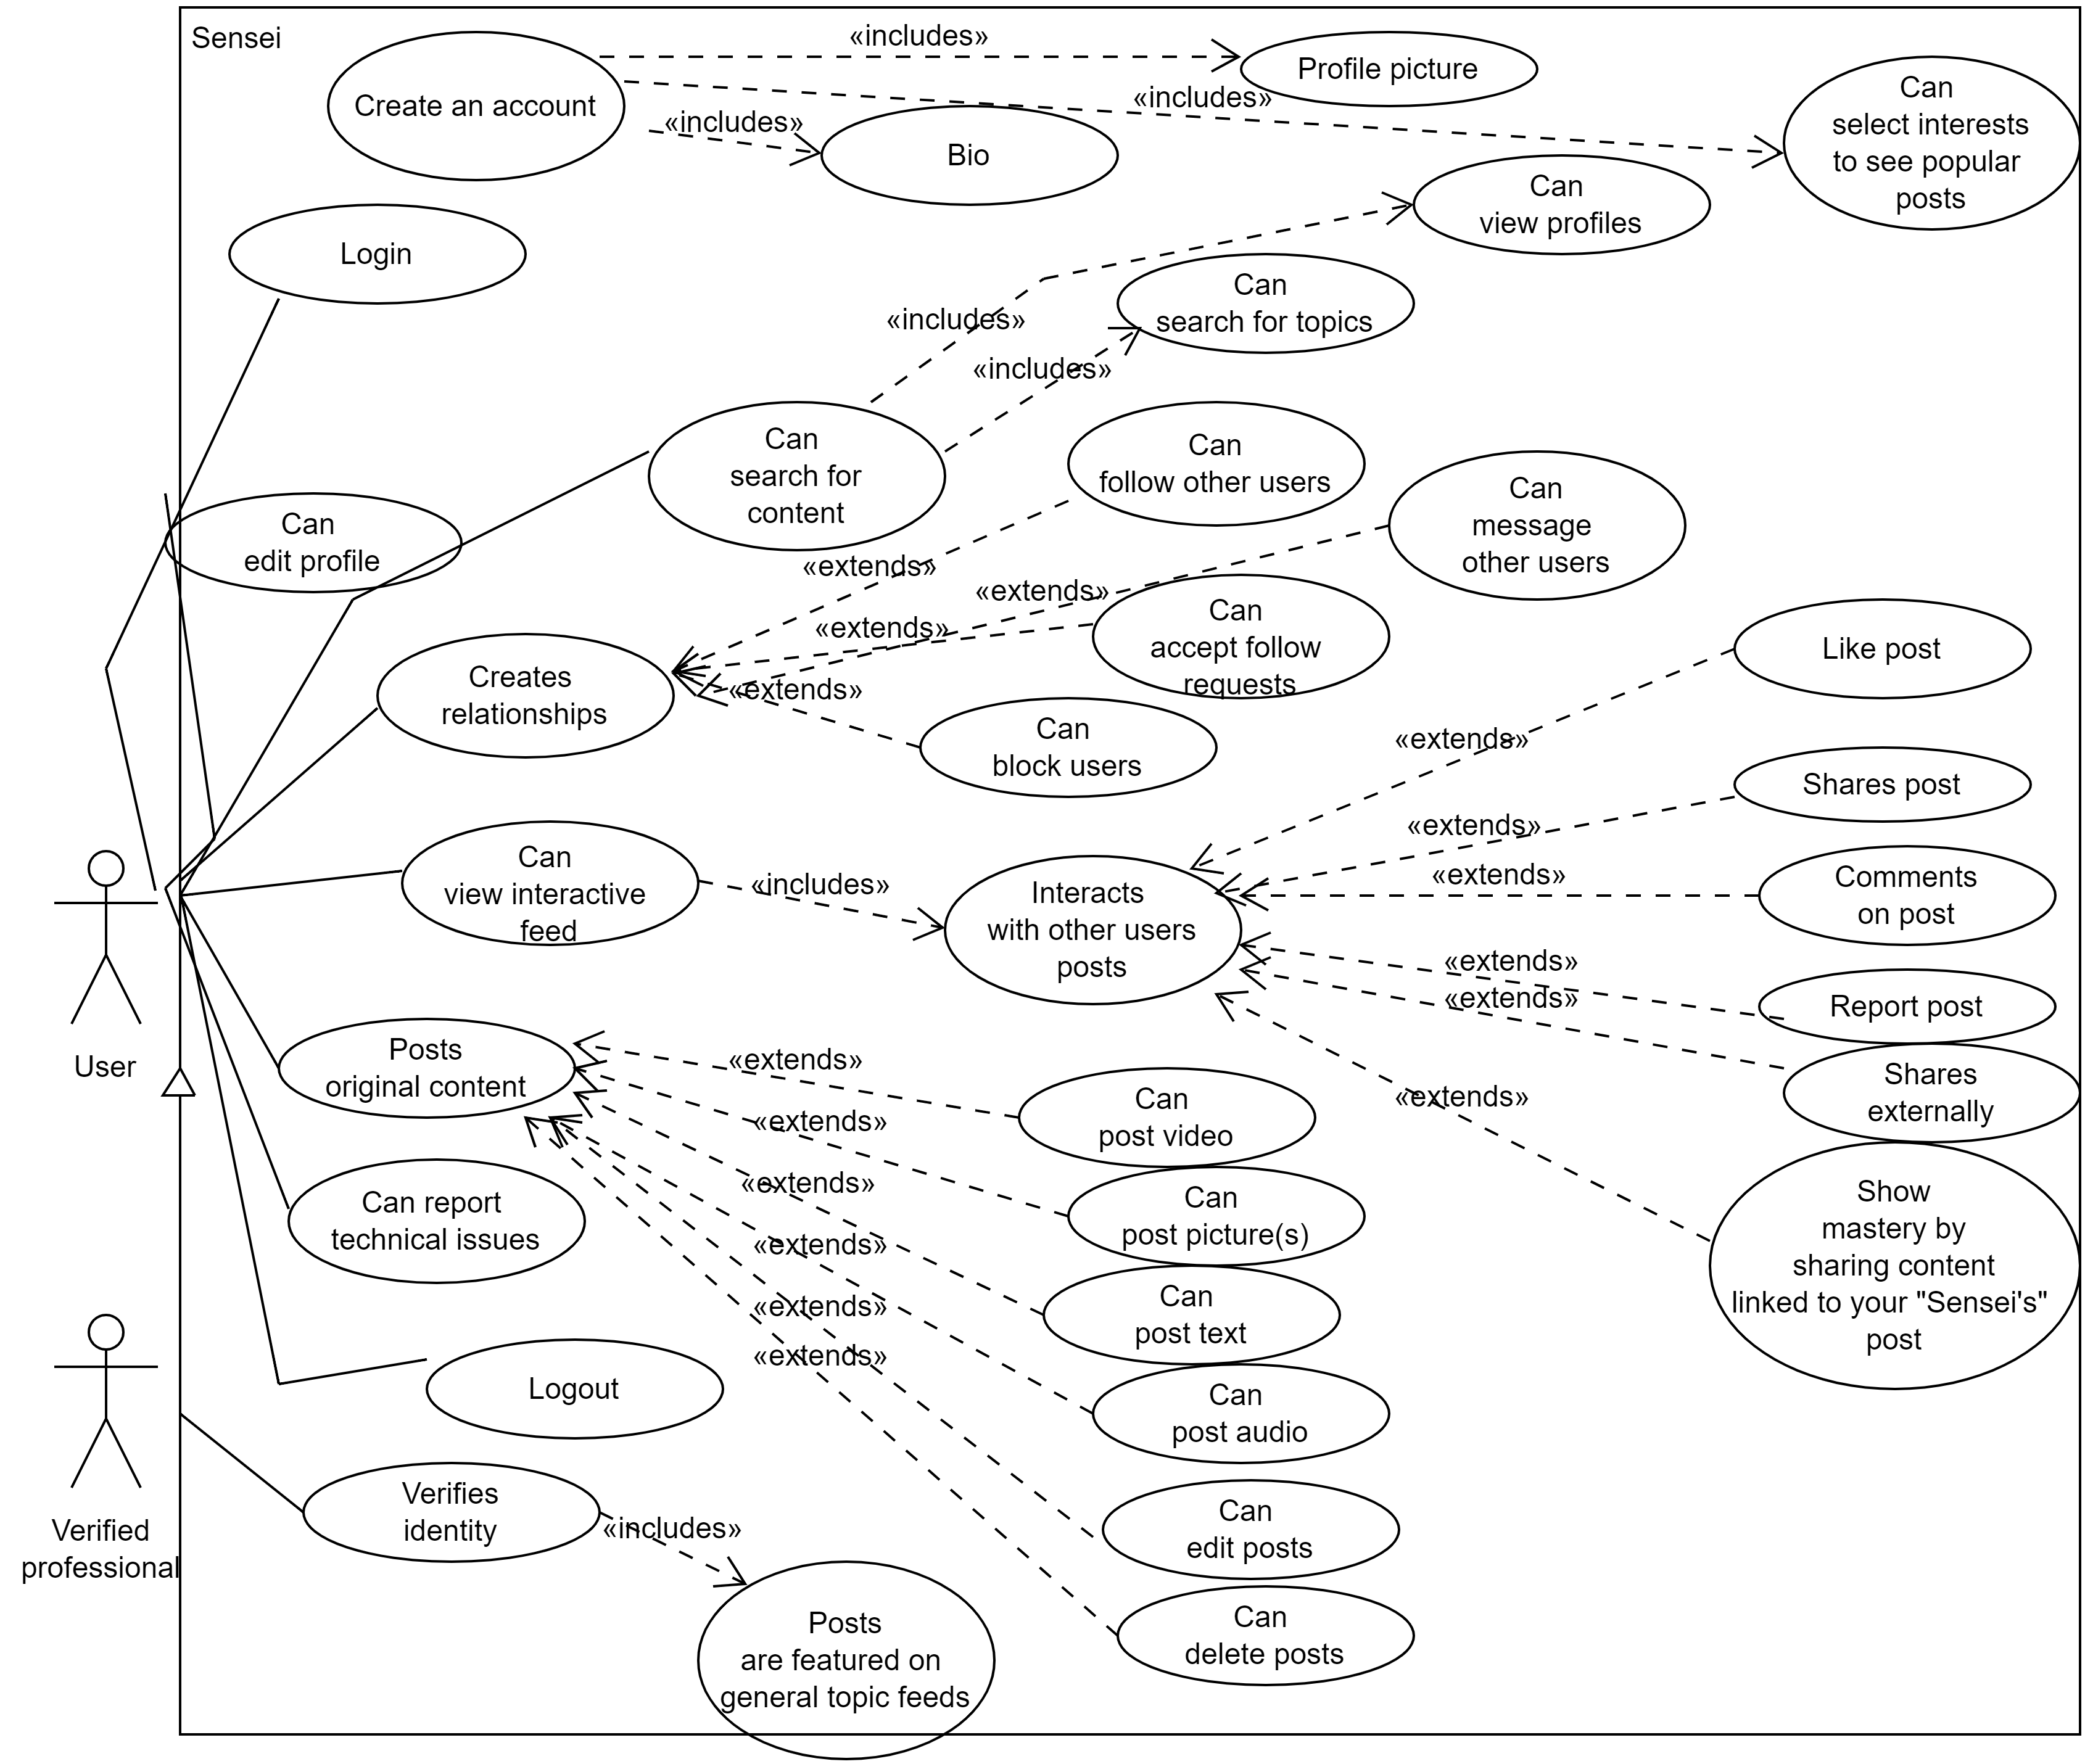 Sensei
«includes»
Create an account
Profile picture
«includes»
«includes»
Bio
Can
select interests
to see popular
posts
Can
view profiles
Login
Can
search for topics
«includes»
«includes»
Can
search for
content
Can
follow other users
Can
message
other users
Can
edit profile
«extends»
«extends»
«extends»
«extends»
Can
accept follow
requests
Creates
relationships
Can
block users
Like post
«extends»
Shares post
«extends»
Can
view interactive
feed
«includes»
Interacts
with other users
posts
«extends»
Comments
on post
«extends»
Report post
«extends»
Shares
externally
«extends»
Show
mastery by
sharing content
linked to your "Sensei's"
post
User
Posts
original content
«extends»
«extends»
«extends»
«extends»
«extends»
«extends»
Can
post video
Can
post picture(s)
Can
post text
Can
post audio
Can
edit posts
Can
delete posts
Can report
technical issues
Logout
Verified
professional
Verifies
identity
«includes»
Posts
are featured on
general topic feeds